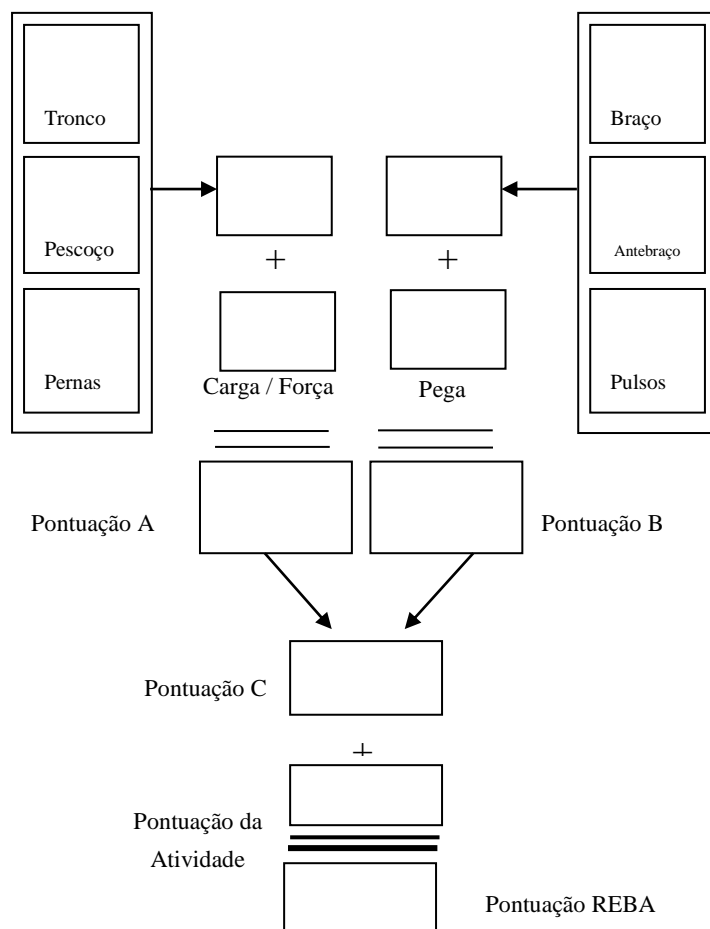 Tronco
Braço
Pescoço
Antebraço
+
+
Pernas
Pulsos
Carga / Força
Pega
Pontuação A
Pontuação B
Pontuação C
+
Pontuação da
Atividade
Pontuação REBA